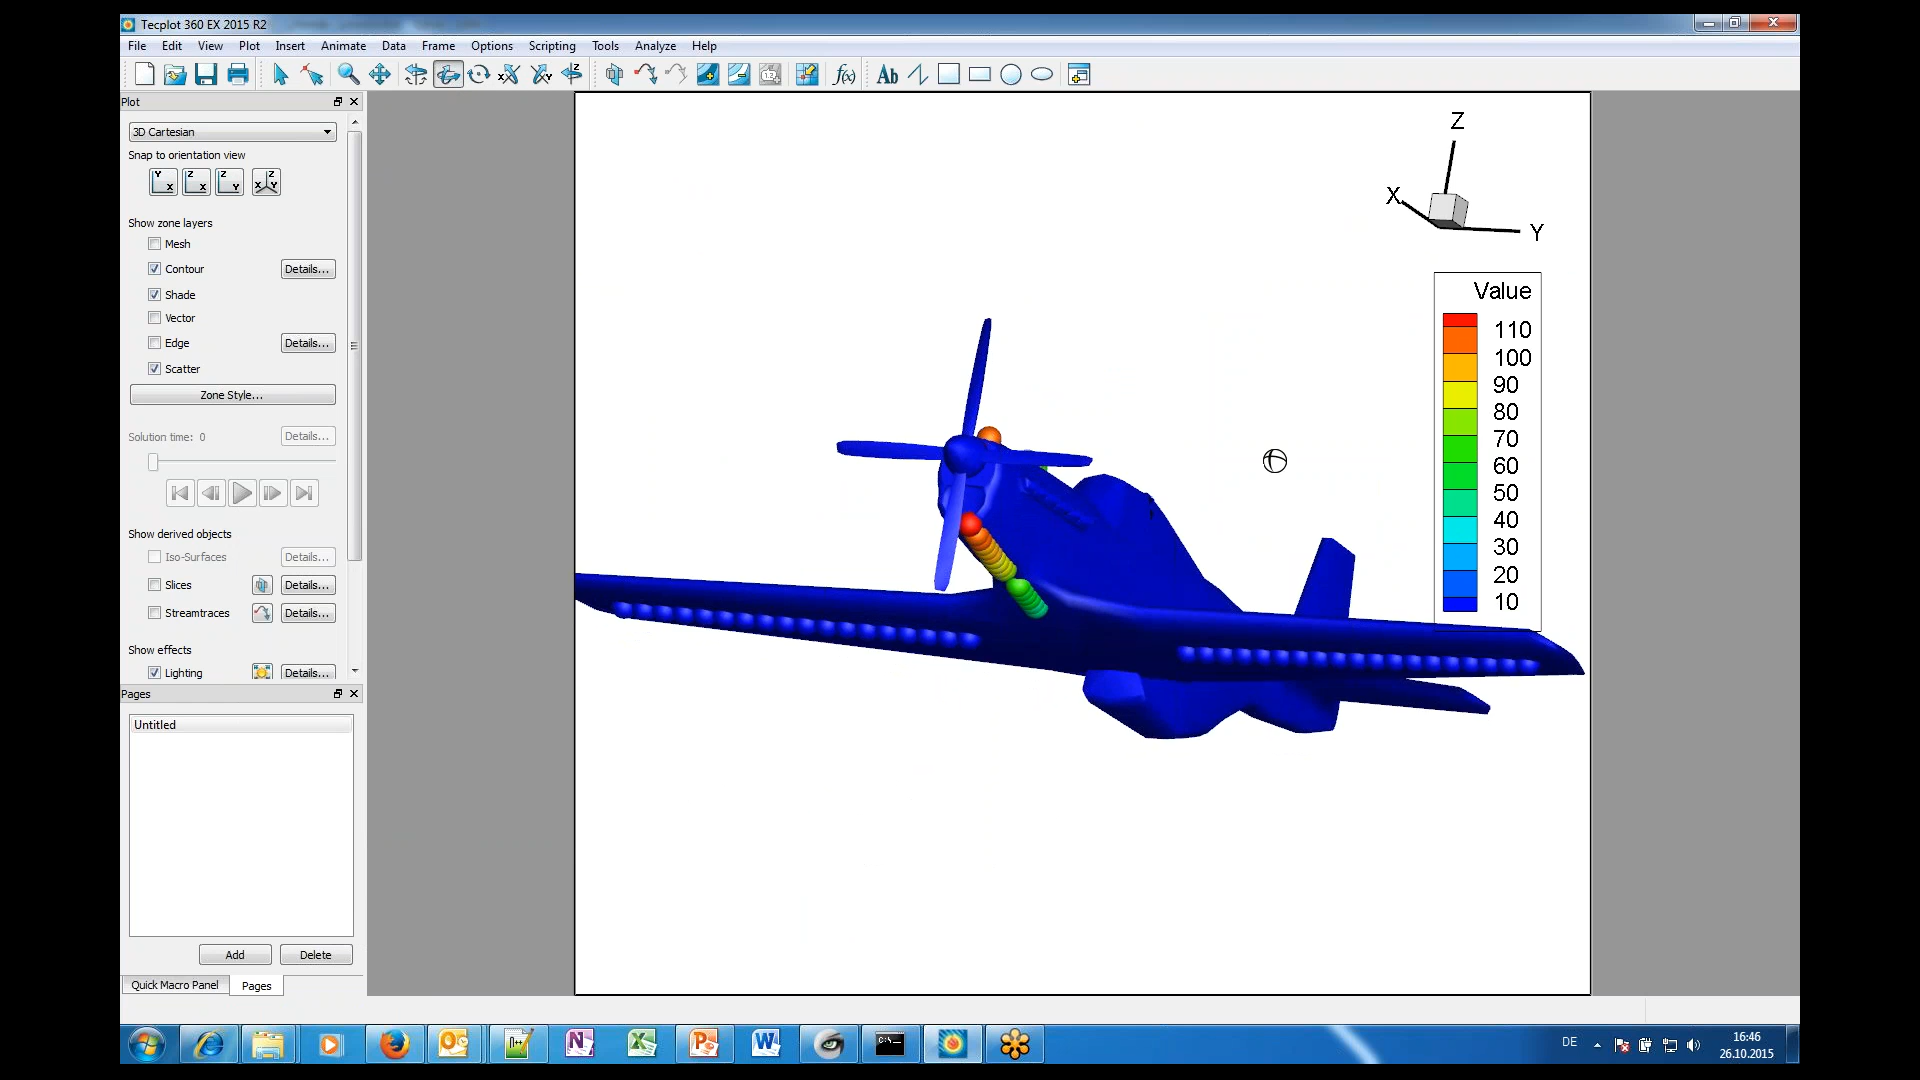 Tecplot 360 EX 2015 R2
File Edit View Plot Insert Animate Data Frame Options Scripting Tools Analyze Help
Plot
3D Cartesian
Snap to orientation view
Show zone layers
Mesh
Contour Details...
Shade
Vector
Edge Details...
Scatter
Zone Style...
Solution time: 0 Details...
Show derived objects
Iso-Surfaces Details...
Slices Details...
Streamtraces Details...
Show effects
Lighting Details...
Pages
Untitled
Add Delete
Quick Macro Panel Pages
Z
X
Y
Value
110
100
90
80
70
60
50
40
30
20
10
DE
16:46
26.10.2015